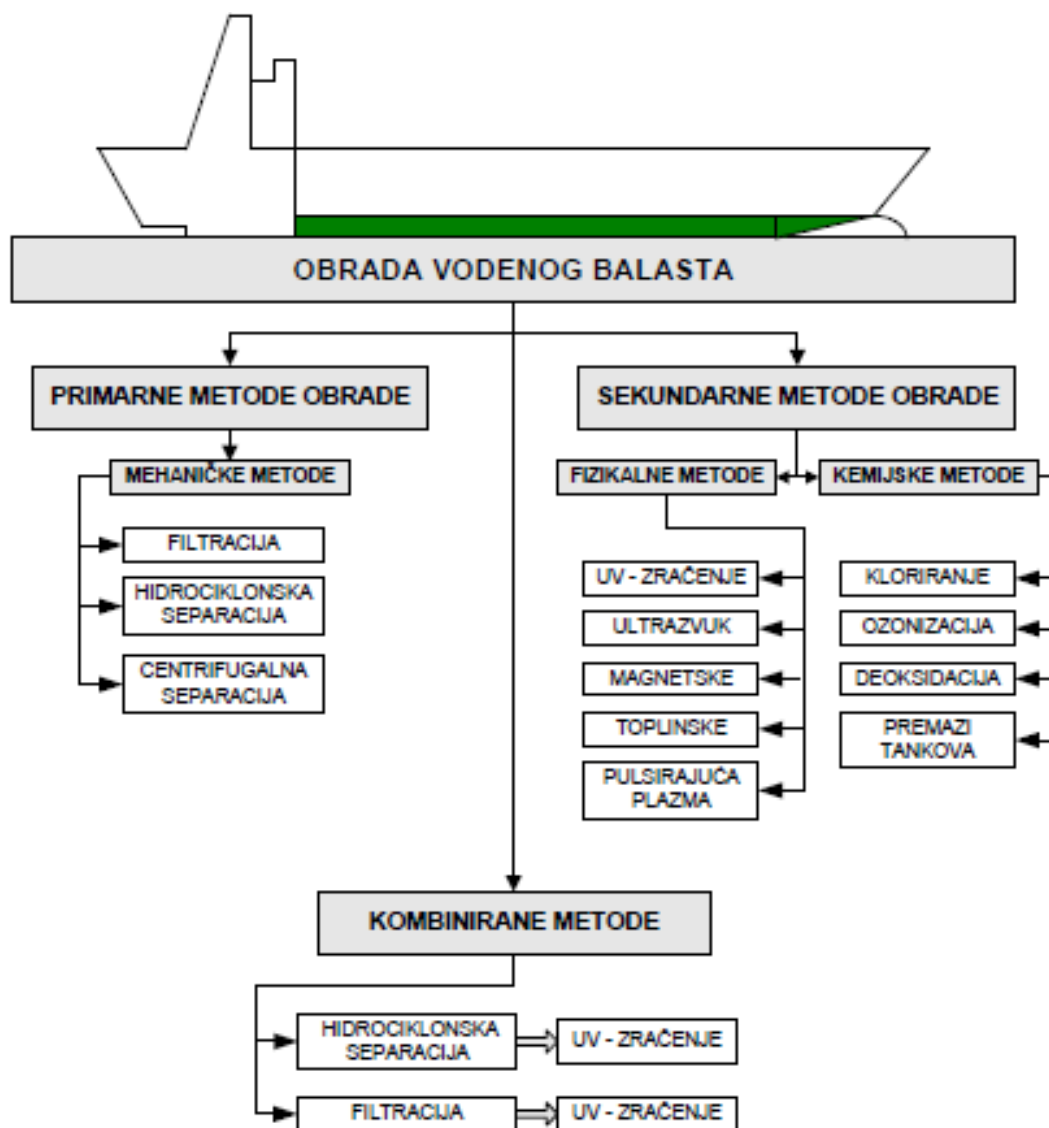 OBRADA VODENOG BALASTA
PRIMARNE METODE OBRADE
MEHANIČKE METODE
FILTRACIJA
HIDROCIKLONSKA
SEPARACIJA
CENTRIFUGALNA
SEPARACIJA
SEKUNDARNE METODE OBRADE
FIZIKALNE METODE
UV - ZRAČENJE
ULTRAZVUK
MAGNETSKE
TOPLINSKE
PULSIRAJUĆA
PLAZMA
KEMIJSKE METODE
KLORIRANJE
OZONIZACIJA
DEOKSIDACIJA
PREMAZI
TANKOVA
KOMBINIRANE METODE
HIDROCIKLONSKA
SEPARACIJA
UV - ZRAČENJE
FILTRACIJA
UV - ZRAČENJE